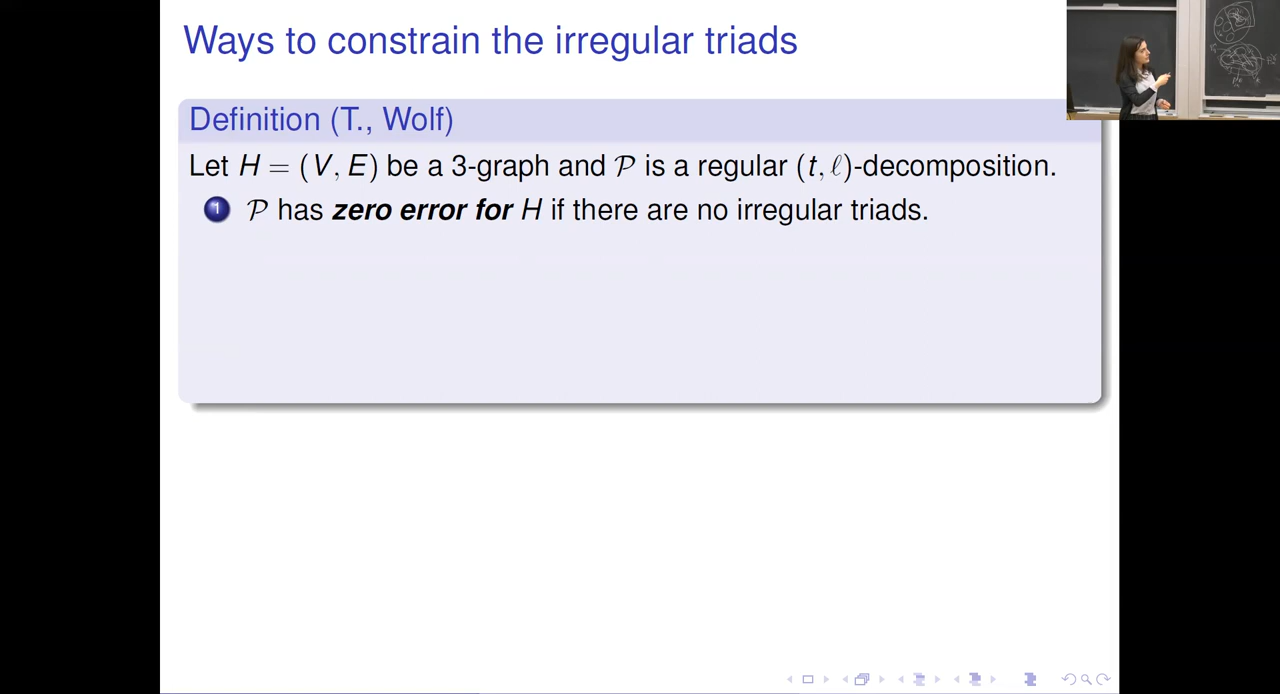 Ways to constrain the irregular triads
Definition (T., Wolf)
Let H = (V, E) be a 3-graph and 𝒫 is a regular (t, ℓ)-decomposition.
1 𝒫 has zero error for H if there are no irregular triads.